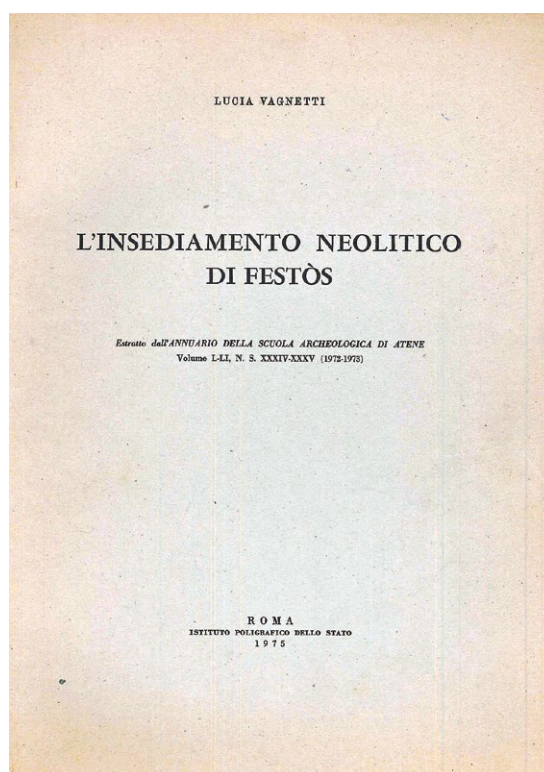 LUCIA VAGNETTI
L'INSEDIAMENTO NEOLITICO
DI FESTÒS
Estratto dall'ANNUARIO DELLA SCUOLA ARCHEOLOGICA DI ATENE
Volume L-LI, N. S. XXXIV-XXXV (1972-1973)
ROMA
ISTITUTO POLIGRAFICO DELLO STATO
1975